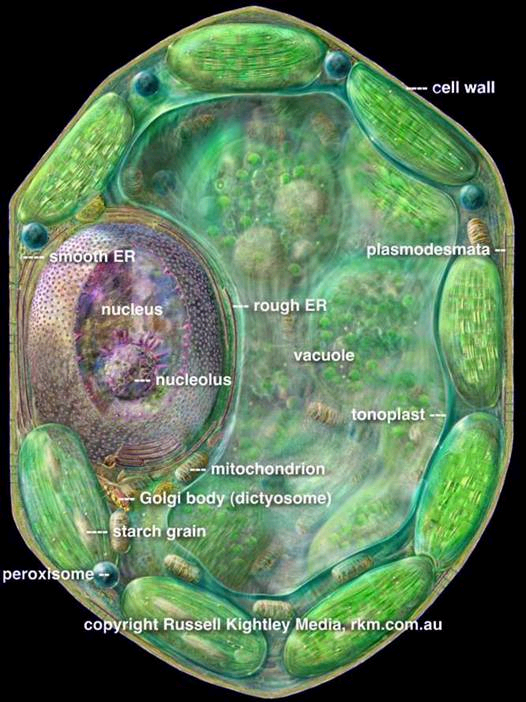 cell wall
plasmodesmata
smooth ER
nucleus
rough ER
vacuole
nucleolus
tonoplast
mitochondrion
Golgi body (dictyosome)
starch grain
peroxisome
copyright Russell Kightley Media, rkm.com.au